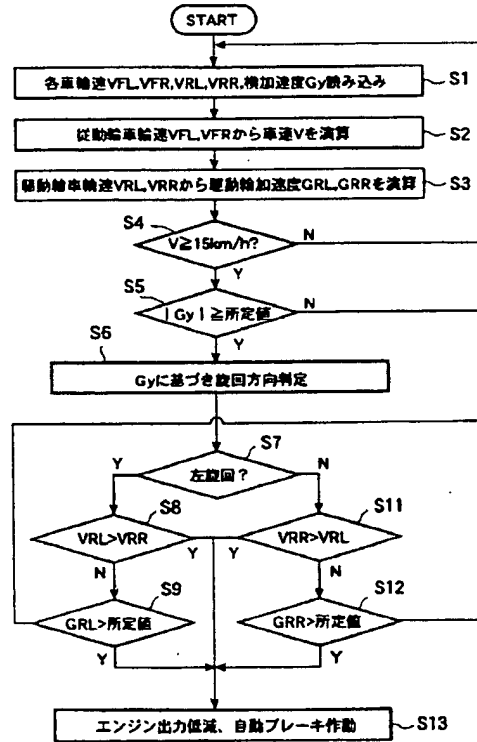 START
各車輪速VFL,VFR,VRL,VRR,横加速度Gy読み込み
S1
従動輪車輪速VFL,VFRから車速Vを演算
S2
駆動輪車輪速VRL,VRRから駆動輪加速度GRL,GRRを演算
S3
S4
V≧15km/h?
N
Y
S5
|Gy|≧所定値
N
Y
S6
Gyに基づき旋回方向判定
S7
左旋回?
Y
N
S8
VRL>VRR
Y
N
S11
VRR>VRL
Y
N
S9
GRL>所定値
Y
S12
GRR>所定値
Y
エンジン出力低減、自動ブレーキ作動
S13